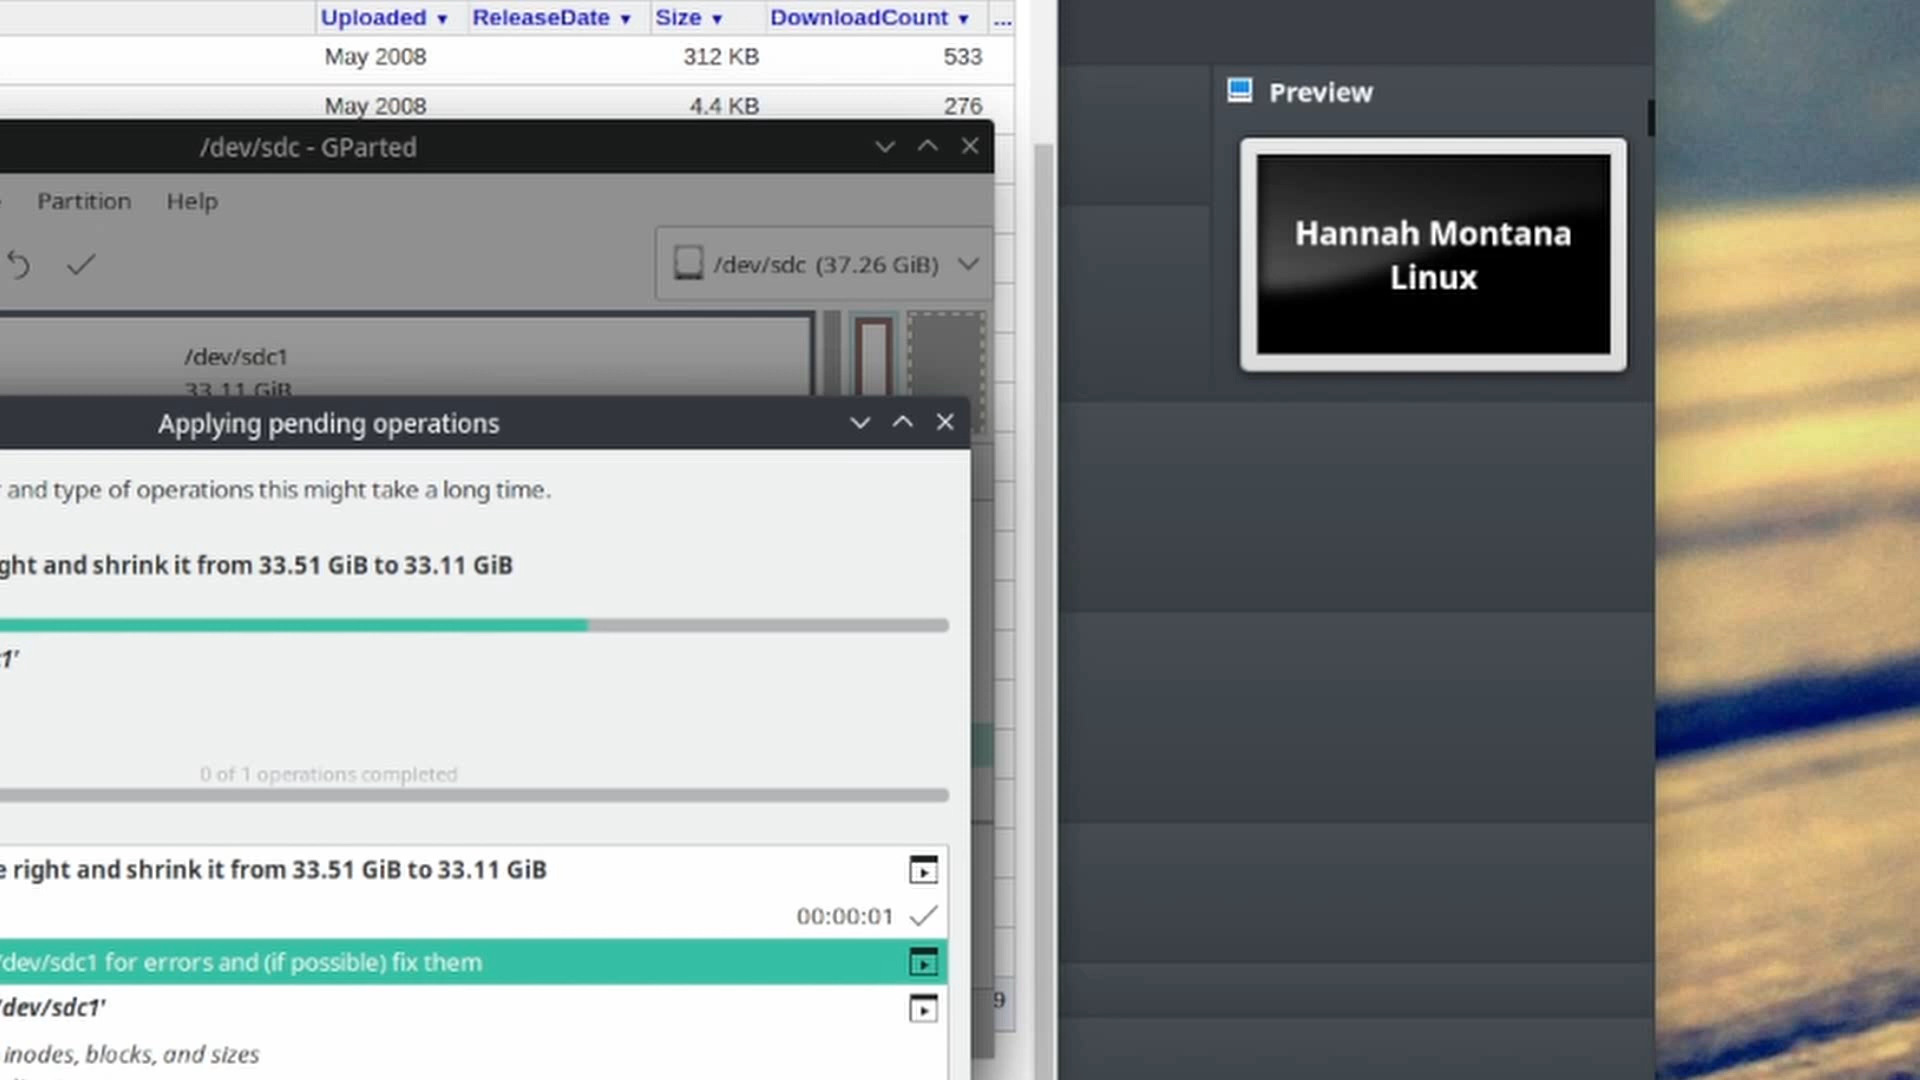 Uploaded ▼ ReleaseDate ▼ Size ▼ DownloadCount ▼ ...
May 2008 312 KB 533
May 2008 4.4 KB 276
/dev/sdc - GParted
Partition Help
/dev/sdc (37.26 GiB)
/dev/sdc1
33.11 GiB
Applying pending operations
and type of operations this might take a long time.
and shrink it from 33.51 GiB to 33.11 GiB
0 of 1 operations completed
right and shrink it from 33.51 GiB to 33.11 GiB
00:00:01
/dev/sdc1 for errors and (if possible) fix them
/dev/sdc1'
inodes, blocks, and sizes
9
Preview
Hannah Montana
Linux